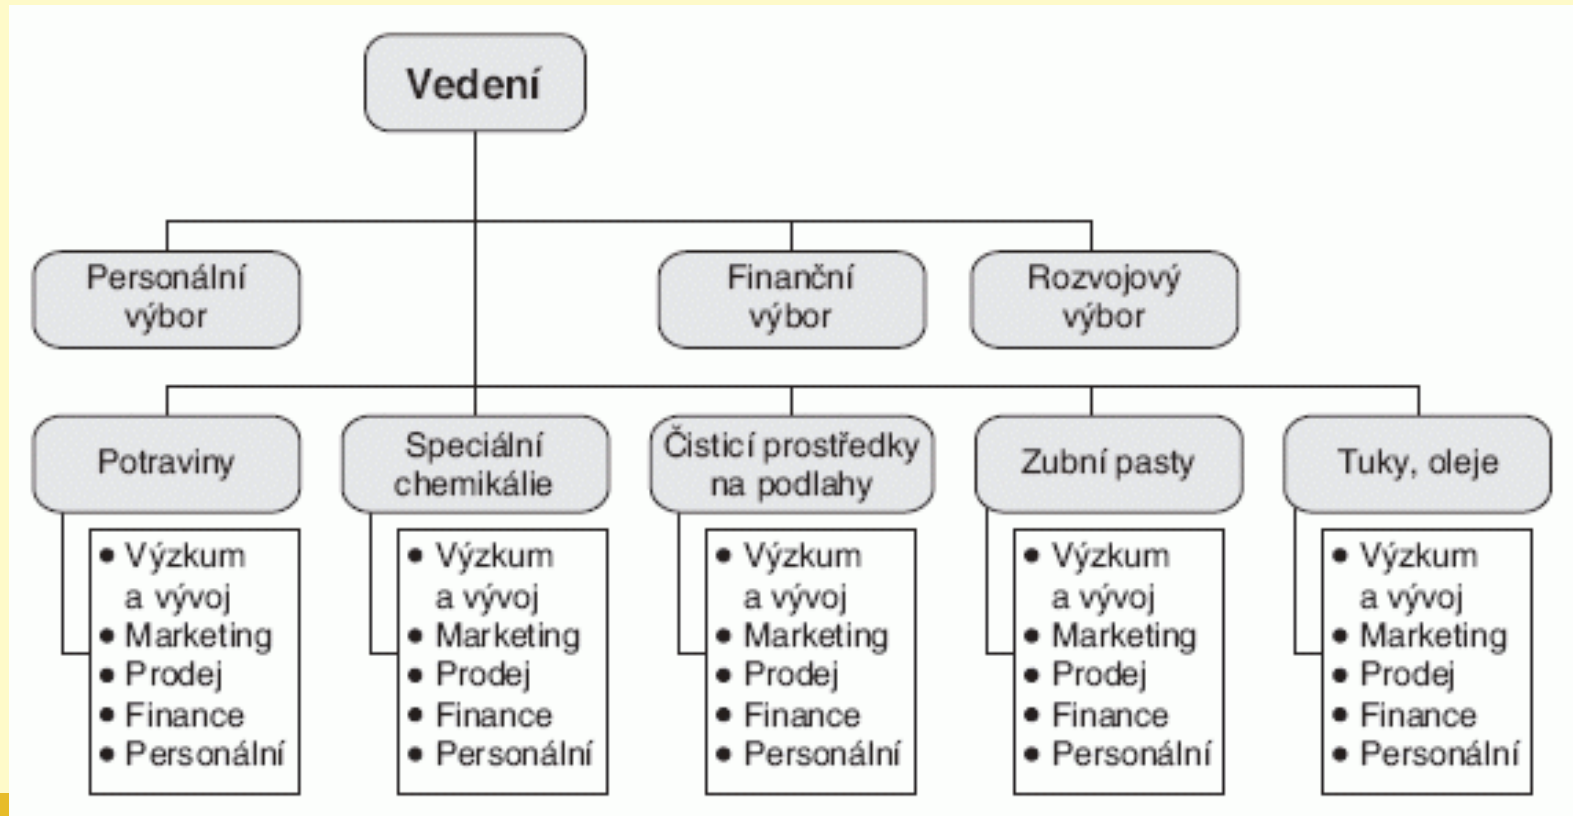 Vedení
Personální
výbor
Finanční
výbor
Rozvojový
výbor
Potraviny
Speciální
chemikálie
Čisticí prostředky
na podlahy
Zubní pasty
Tuky, oleje
● Výzkum
a vývoj
● Marketing
● Prodej
● Finance
● Personální
● Výzkum
a vývoj
● Marketing
● Prodej
● Finance
● Personální
● Výzkum
a vývoj
● Marketing
● Prodej
● Finance
● Personální
● Výzkum
a vývoj
● Marketing
● Prodej
● Finance
● Personální
● Výzkum
a vývoj
● Marketing
● Prodej
● Finance
● Personální